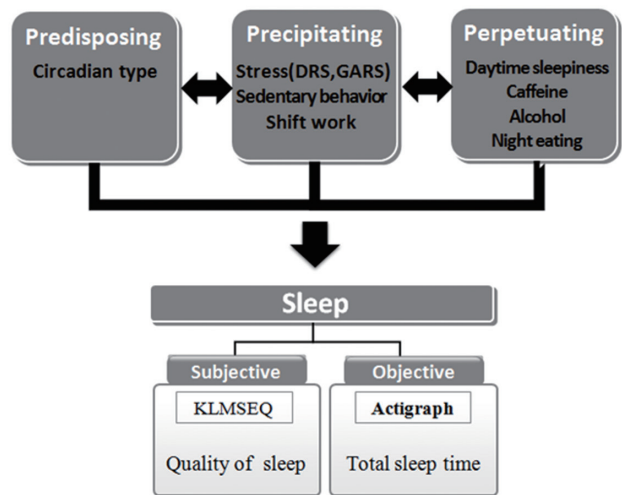 Predisposing
Circadian type
Precipitating
Stress(DRS,GARS)
Sedentary behavior
Shift work
Perpetuating
Daytime sleepiness
Caffeine
Alcohol
Night eating
Sleep
Subjective
KLMSEQ
Quality of sleep
Objective
Actigraph
Total sleep time